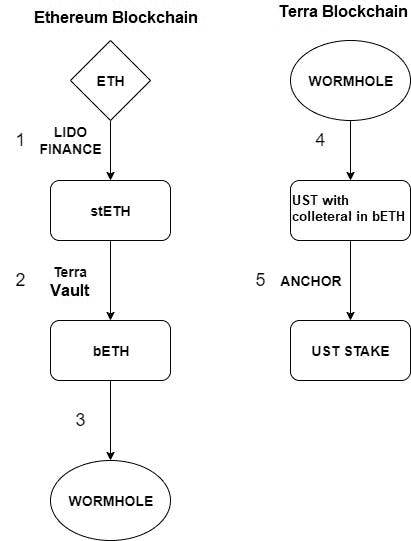 Ethereum Blockchain
ETH
1
LIDO
FINANCE
stETH
2
Terra
Vault
bETH
3
WORMHOLE
Terra Blockchain
WORMHOLE
4
UST with
colleteral in bETH
5
ANCHOR
UST STAKE